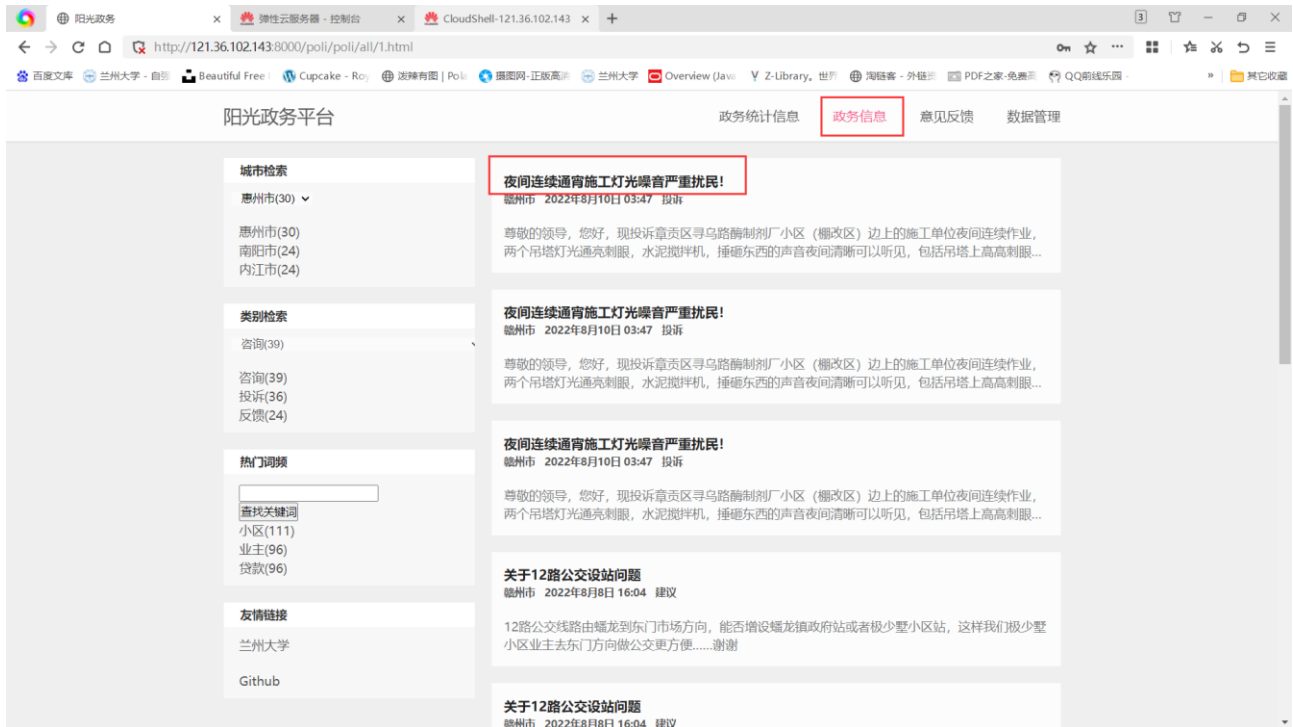 阳光政务
弹性云服务器 - 控制台
CloudShell-121.36.102.143
3
http://121.36.102.143:8000/poli/poli/all/1.html
百度文库
兰州大学 - 自强
Beautiful Free
Cupcake - Roy
泼辣有图 | Pola
摄图网-正版高清
兰州大学
Overview (Java
Z-Library。世界
淘链客 - 外链
PDF之家-免费
QQ前线乐园 -
»
其它收藏
阳光政务平台
政务统计信息
政务信息
意见反馈
数据管理
城市检索
惠州市(30)
惠州市(30)
南阳市(24)
内江市(24)
类别检索
咨询(39)
咨询(39)
投诉(36)
反馈(24)
热门词频
查找关键词
小区(111)
业主(96)
贷款(96)
友情链接
兰州大学
Github
夜间连续通宵施工灯光噪音严重扰民！
赣州市 2022年8月10日 03:47 投诉
尊敬的领导，您好，现投诉章贡区寻乌路酶制剂厂小区（棚改区）边上的施工单位夜间连续作业，
两个吊塔灯光通亮刺眼，水泥搅拌机，捶砸东西的声音夜间清晰可以听见，包括吊塔上高高刺眼...
夜间连续通宵施工灯光噪音严重扰民！
赣州市 2022年8月10日 03:47 投诉
尊敬的领导，您好，现投诉章贡区寻乌路酶制剂厂小区（棚改区）边上的施工单位夜间连续作业，
两个吊塔灯光通亮刺眼，水泥搅拌机，捶砸东西的声音夜间清晰可以听见，包括吊塔上高高刺眼...
夜间连续通宵施工灯光噪音严重扰民！
赣州市 2022年8月10日 03:47 投诉
尊敬的领导，您好，现投诉章贡区寻乌路酶制剂厂小区（棚改区）边上的施工单位夜间连续作业，
两个吊塔灯光通亮刺眼，水泥搅拌机，捶砸东西的声音夜间清晰可以听见，包括吊塔上高高刺眼...
关于12路公交设站问题
赣州市 2022年8月8日 16:04 建议
12路公交线路由蟠龙到东门市场方向，能否增设蟠龙镇政府站或者极少墅小区站，这样我们极少墅
小区业主去东门方向做公交更方便......谢谢
关于12路公交设站问题
赣州市 2022年8月8日 16:04 建议